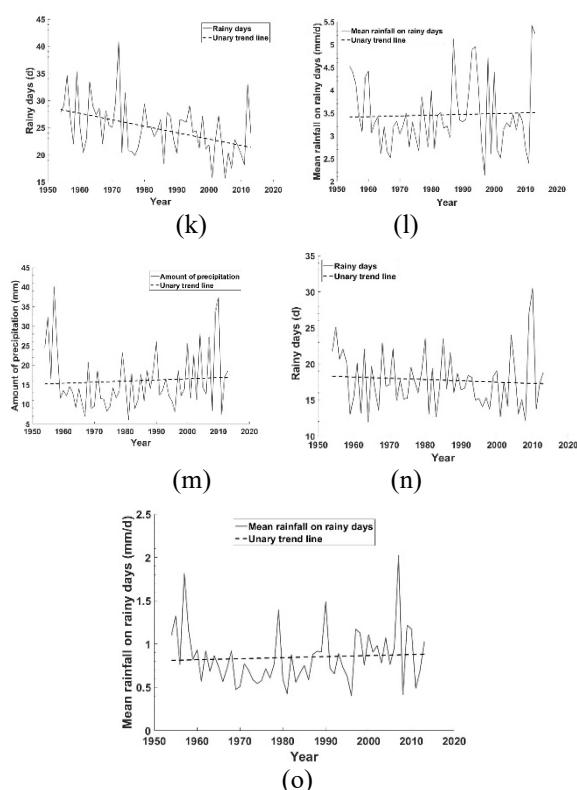 Rainy days
Unary trend line
Rainy days (d)
45
40
35
30
25
20
15
1950 1960 1970 1980 1990 2000 2010 2020
Year
(k)
Mean rainfall on rainy days
Unary trend line
Mean rainfall on rainy days (mm/d)
5.5
5
4.5
4
3.5
3
2.5
2
1950 1960 1970 1980 1990 2000 2010 2020
Year
(l)
Amount of precipitation
Unary trend line
Amount of precipitation (mm)
45
40
35
30
25
20
15
10
5
1950 1960 1970 1980 1990 2000 2010 2020
Year
(m)
Rainy days
Unary trend line
Rainy days (d)
35
30
25
20
15
10
1950 1960 1970 1980 1990 2000 2010 2020
Year
(n)
Mean rainfall on rainy days
Unary trend line
Mean rainfall on rainy days (mm/d)
2.5
2
1.5
1
0.5
0
1950 1960 1970 1980 1990 2000 2010 2020
Year
(o)